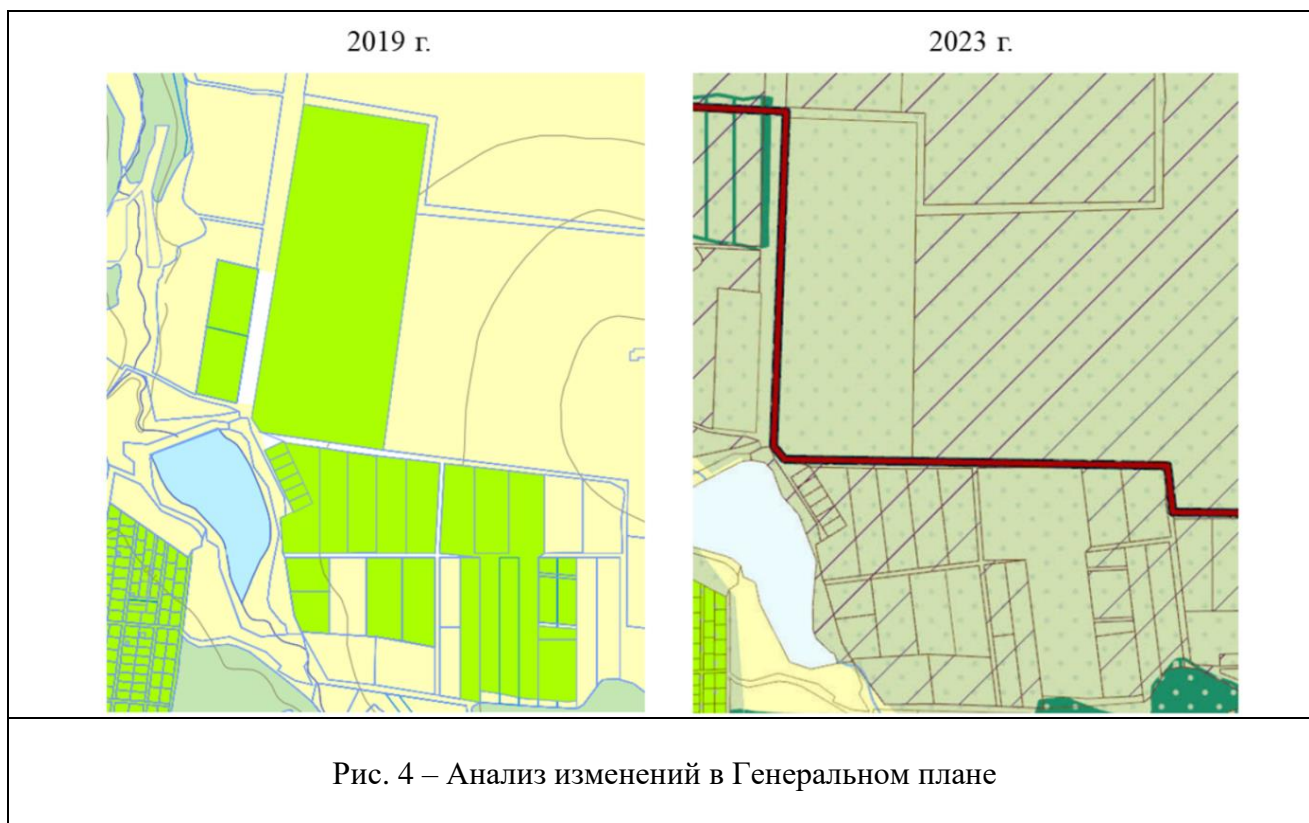 2019 г.
2023 г.
Рис. 4 – Анализ изменений в Генеральном плане